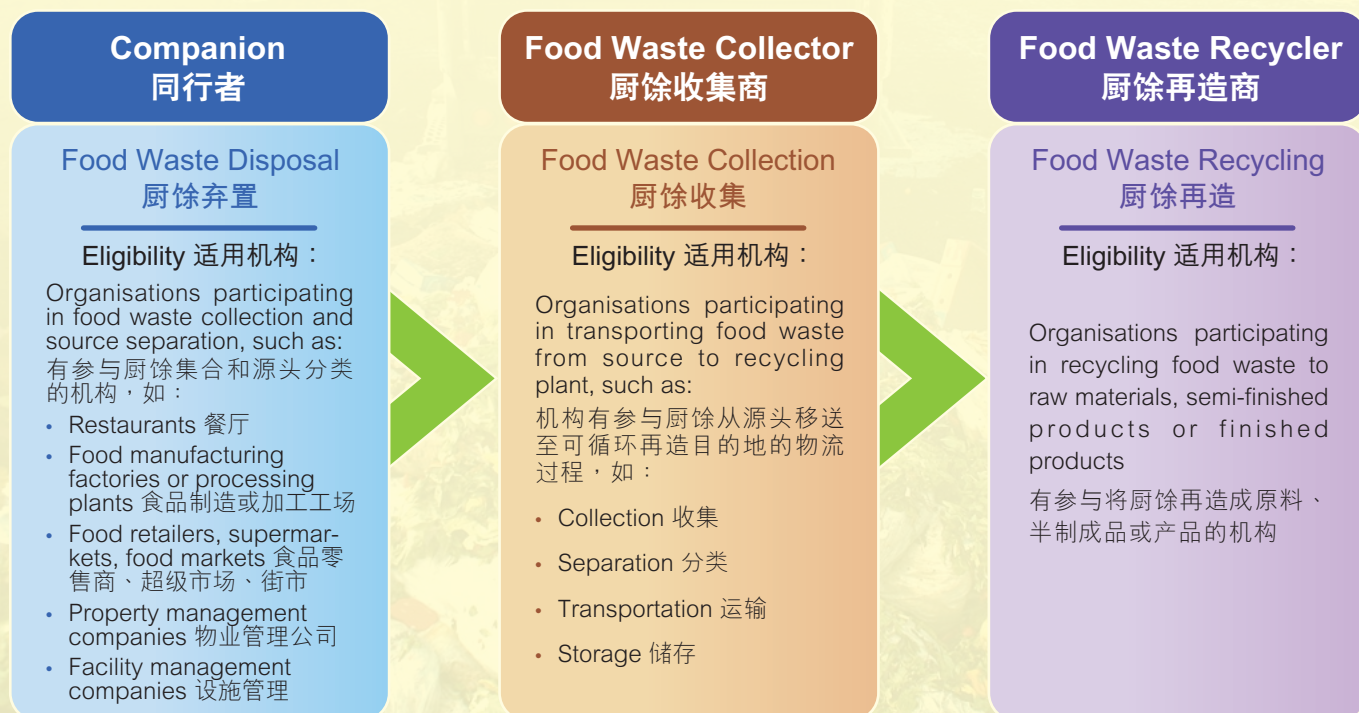 Companion
同行者
Food Waste Disposal
厨馀弃置
Eligibility 适用机构：
Organisations participating
in food waste collection and
source separation, such as:
有参与厨馀集合和源头分类
的机构，如：
• Restaurants 餐厅
• Food manufacturing
factories or processing
plants 食品制造或加工工场
• Food retailers, supermar-
kets, food markets 食品零
售商、超级市场、街市
• Property management
companies 物业管理公司
• Facility management
companies 设施管理
Food Waste Collector
厨馀收集商
Food Waste Collection
厨馀收集
Eligibility 适用机构：
Organisations participating
in transporting food waste
from source to recycling
plant, such as:
机构有参与厨馀从源头移送
至可循环再造目的地的物流
过程，如：
• Collection 收集
• Separation 分类
• Transportation 运输
• Storage 储存
Food Waste Recycler
厨馀再造商
Food Waste Recycling
厨馀再造
Eligibility 适用机构：
Organisations participating
in recycling food waste to
raw materials, semi-finished
products or finished
products
有参与将厨馀再造成原料、
半制成品或产品的机构